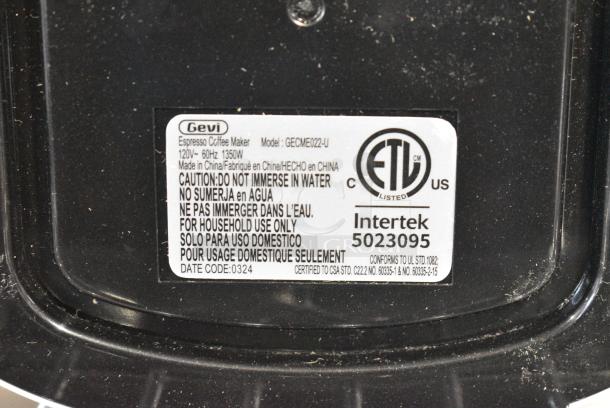 Gevi
Espresso Coffee Maker Model: GECME022-U
120V~ 60Hz 1350W
Made in China/Fabriqué en Chine/HECHO en CHINA
CAUTION:DO NOT IMMERSE IN WATER
NO SUMERJA en AGUA
NE PAS IMMERGER DANS L'EAU.
FOR HOUSEHOLD USE ONLY
SOLO PARA USO DOMESTICO
POUR USAGE DOMESTIQUE SEULEMENT
DATE CODE:0324
ETL CM
C US
LISTED
Intertek
5023095
CONFORMS TO UL STD.1082;
CERTIFIED TO CSA STD. C22.2 NO. 60335-1 & NO. 60335-2-15